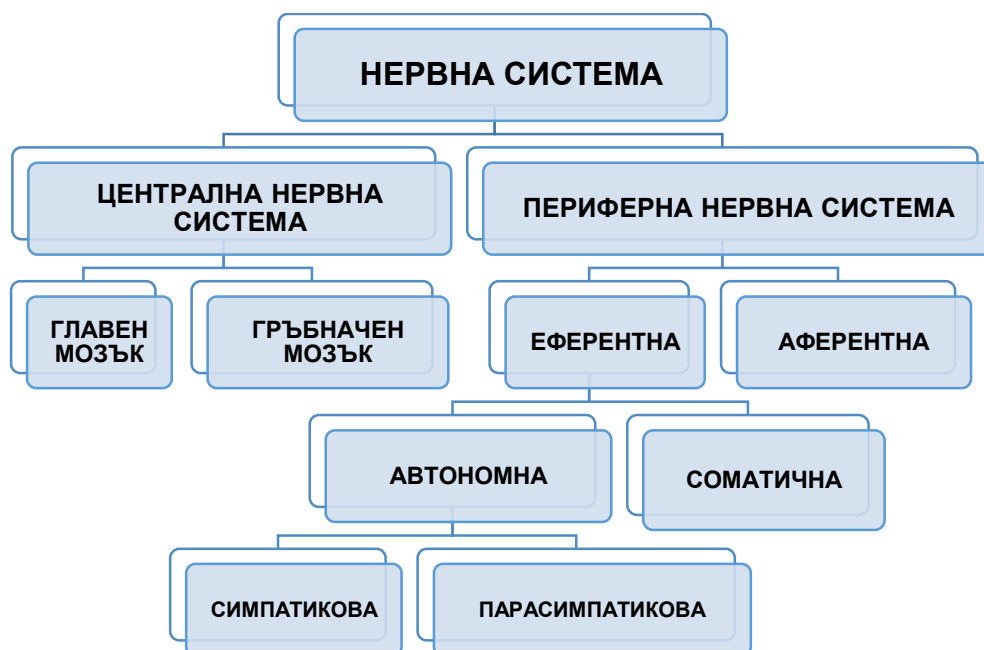 НЕРВНА СИСТЕМА
ЦЕНТРАЛНА НЕРВНА
СИСТЕМА
ПЕРИФЕРНА НЕРВНА СИСТЕМА
ГЛАВЕН
МОЗЪК
ГРЪБНАЧЕН
МОЗЪК
ЕФЕРЕНТНА
АФЕРЕНТНА
АВТОНОМНА
СОМАТИЧНА
СИМПАТИКОВА
ПАРАСИМПАТИКОВА